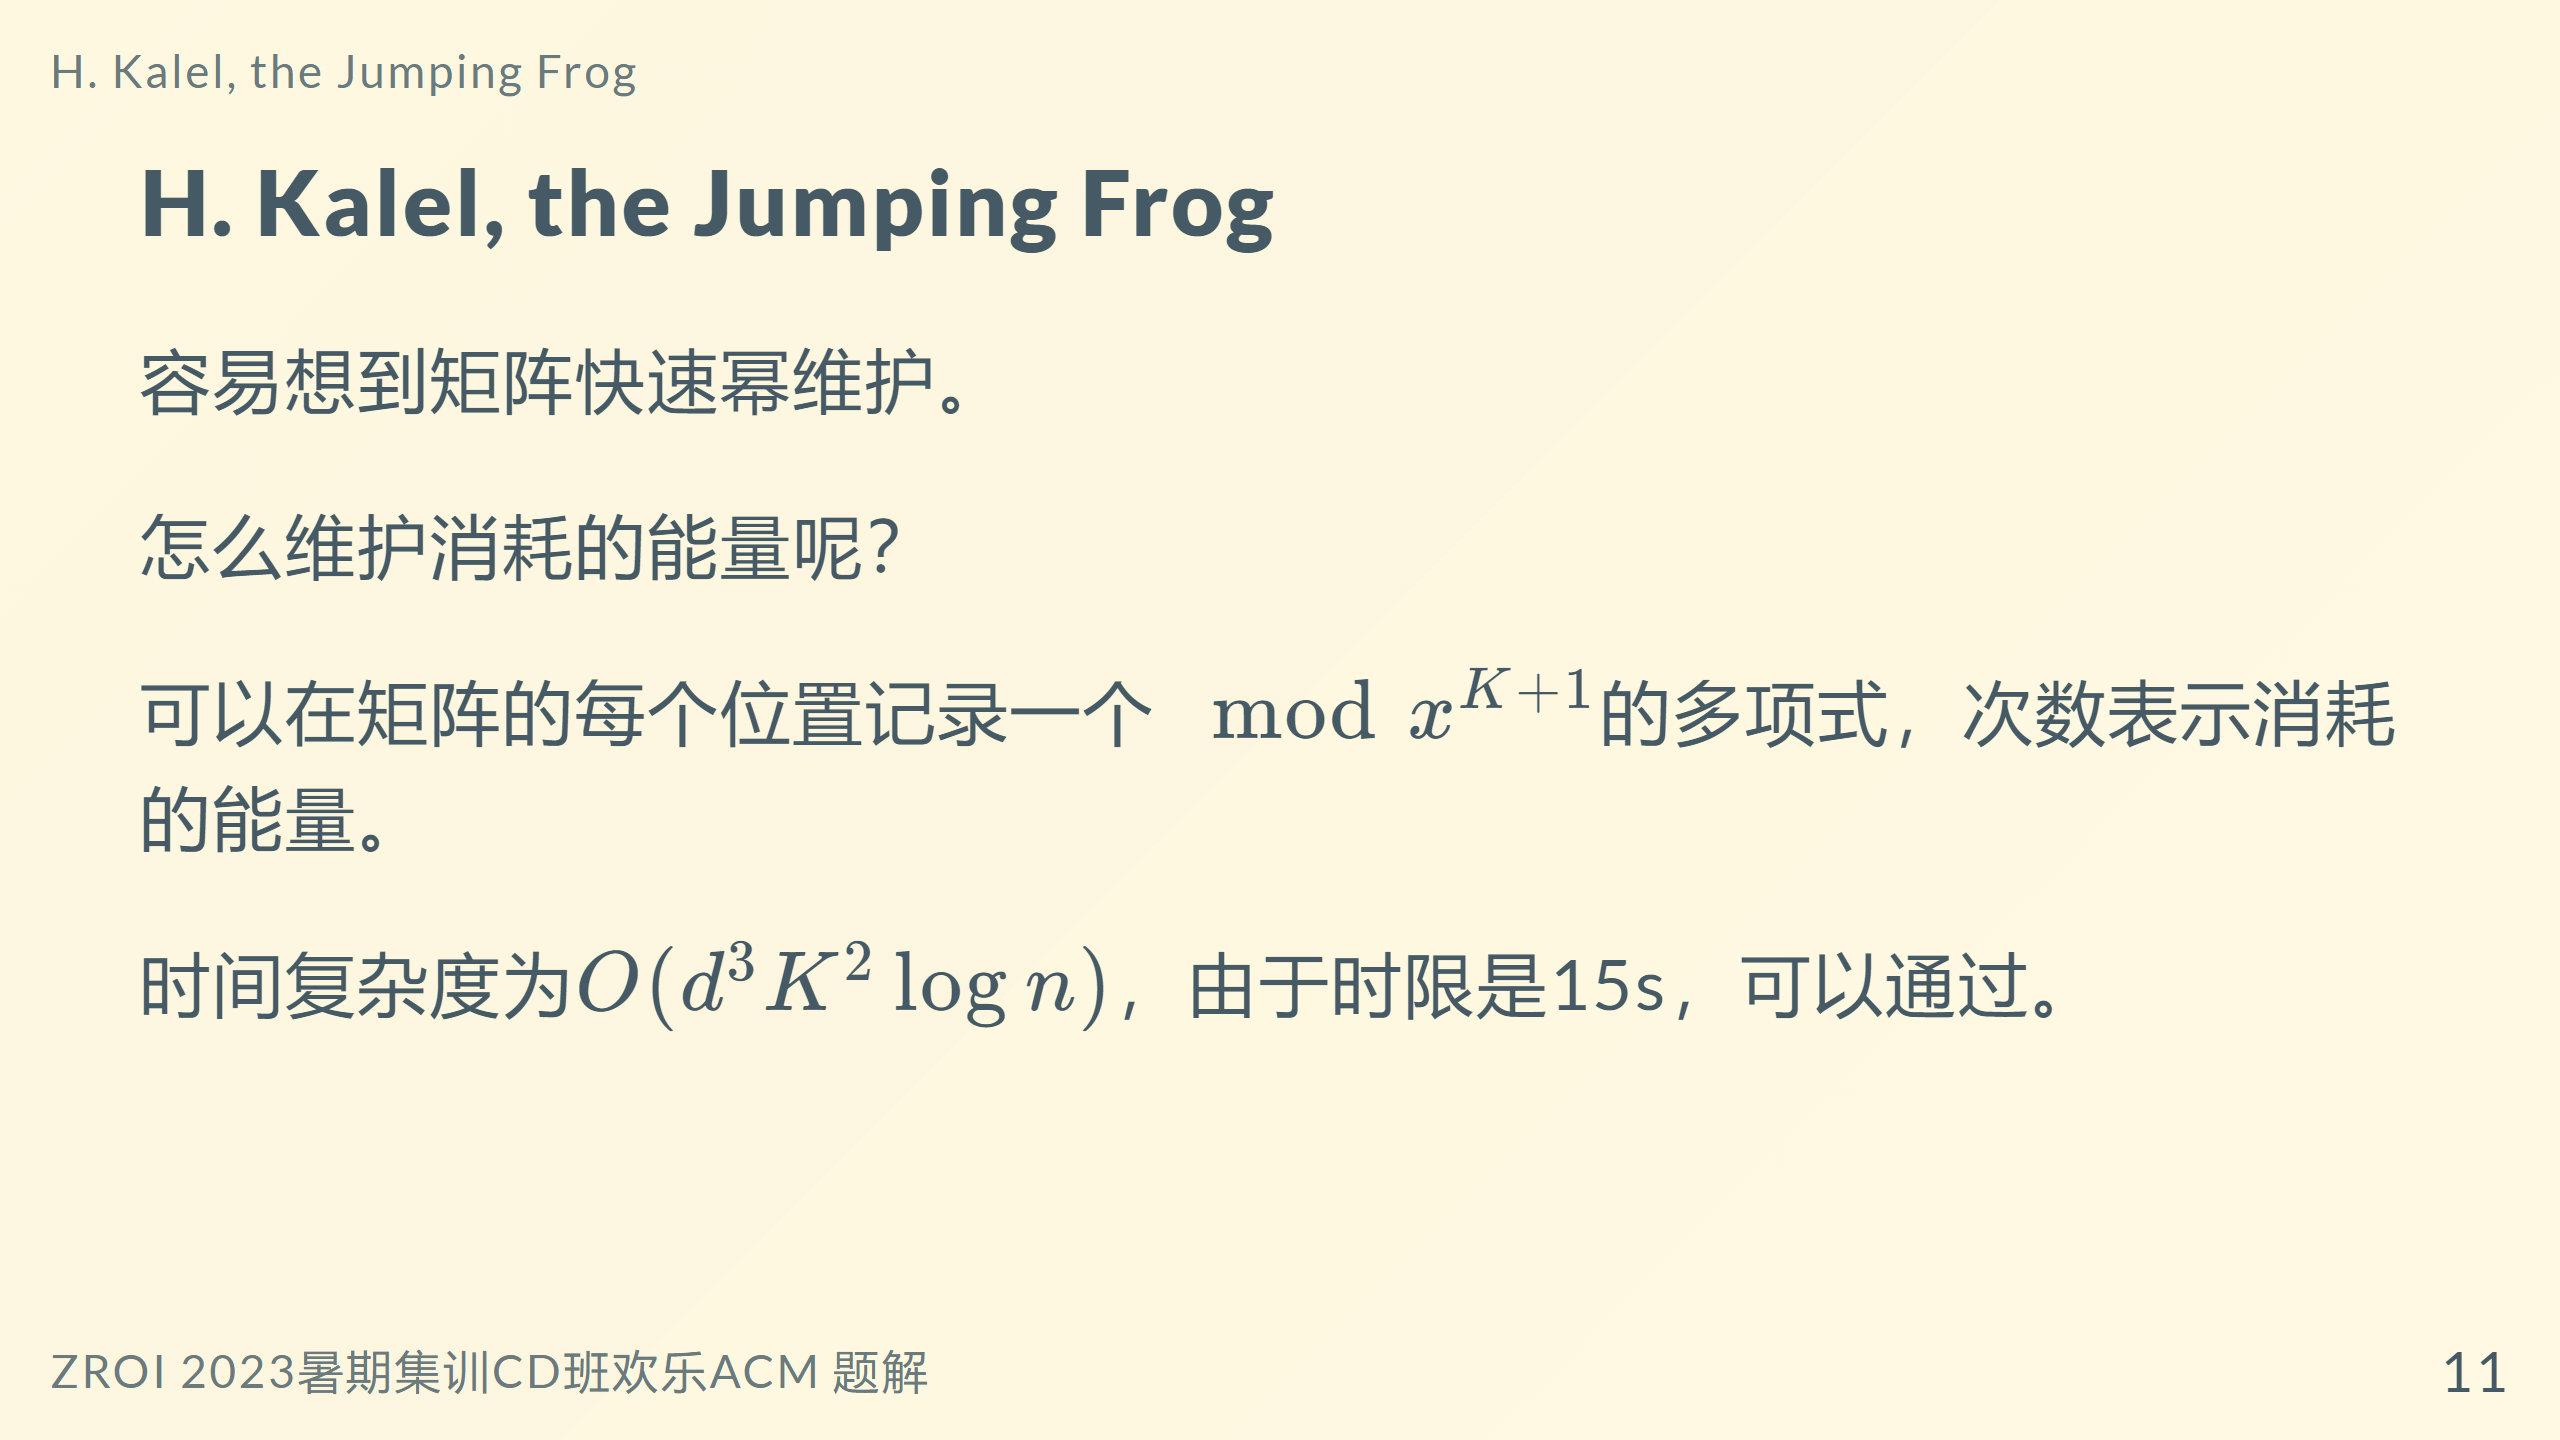 H. Kalel, the Jumping Frog
H. Kalel, the Jumping Frog
容易想到矩阵快速幂维护。
怎么维护消耗的能量呢？
可以在矩阵的每个位置记录一个 mod x^{K+1}的多项式，次数表示消耗
的能量。
时间复杂度为O(d^3K^2 log n)，由于时限是15s，可以通过。
ZROI 2023暑期集训CD班欢乐ACM 题解
11